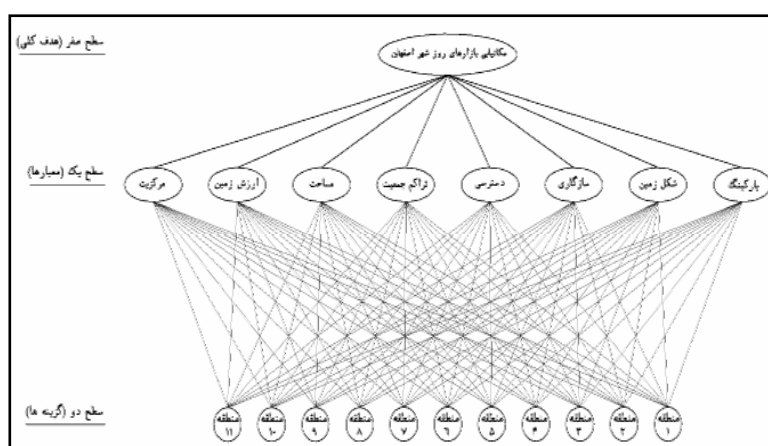 سطح صفر (هدف کلی)
مکانیابی بازارهای روز شهر اصفهان
سطح یک (معیارها)
پارکینگ
شکل زمین
سازگاری
دسترسی
تراکم جمعیت
مساحت
ارزش زمین
مرکزیت
سطح دو (گزینه ها)
منطقه
۱
منطقه
۲
منطقه
۳
منطقه
۴
منطقه
۵
منطقه
۶
منطقه
۷
منطقه
۸
منطقه
۹
منطقه
۱۰
منطقه
۱۱